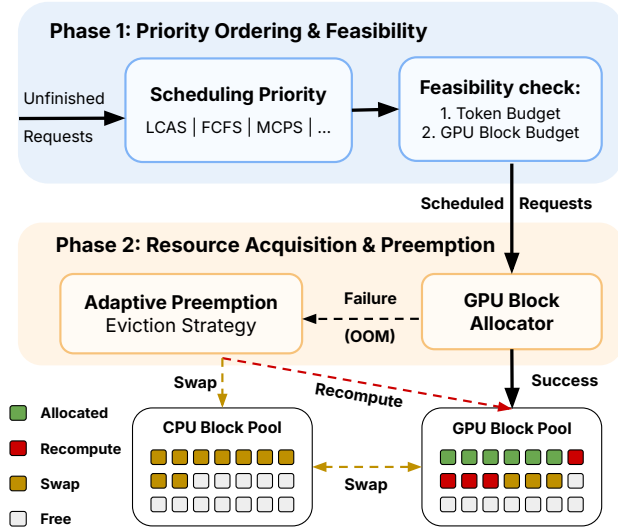 Phase 1: Priority Ordering & Feasibility
Unfinished
Requests
Scheduling Priority
LCAS | FCFS | MCPS | ...
Feasibility check:
1. Token Budget
2. GPU Block Budget
Scheduled Requests
Phase 2: Resource Acquisition & Preemption
Adaptive Preemption
Eviction Strategy
Failure
(OOM)
GPU Block
Allocator
Swap
Recompute
Success
Allocated
Recompute
Swap
Free
CPU Block Pool
Swap
GPU Block Pool